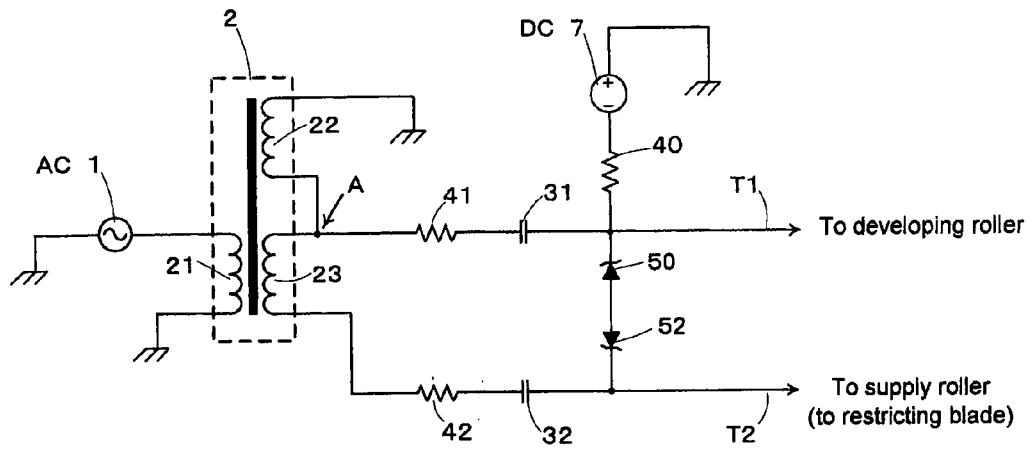 2
DC 7
+
−
22
40
AC 1
A
41
31
T1
To developing roller
21
23
50
52
42
32
T2
To supply roller
(to restricting blade)